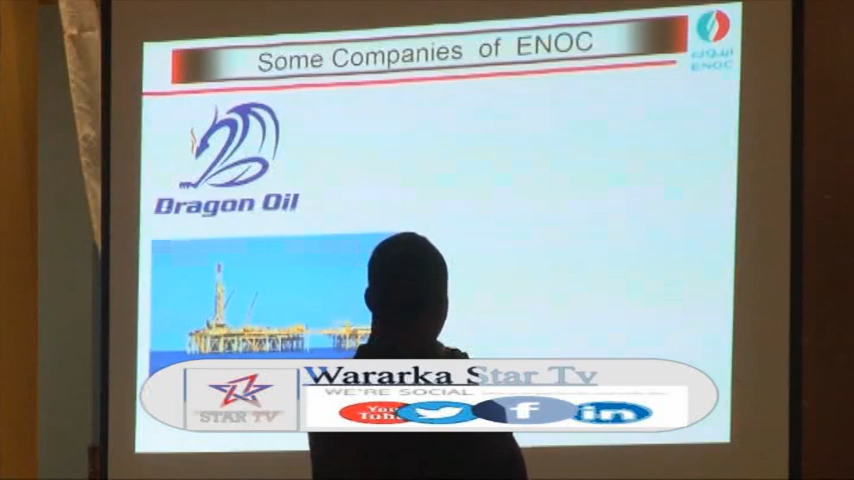 Some Companies of ENOC
اينوك
ENOC
Dragon Oil
Wararka Star Tv
STAR TV
WE'RE SOCIAL
You
Tube
f
in